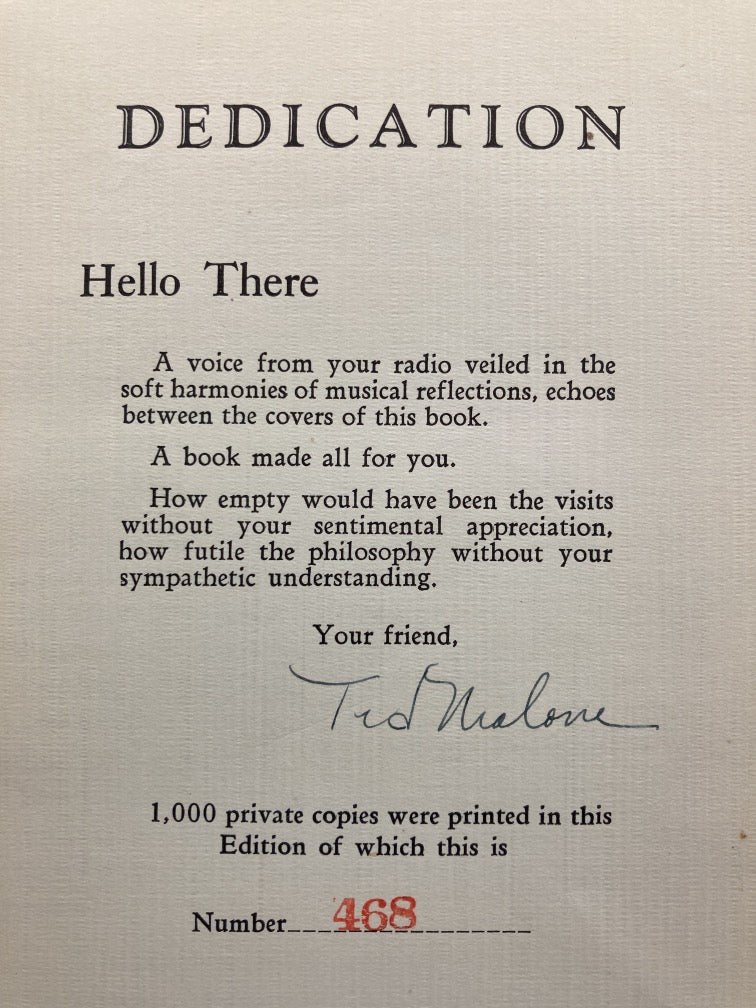 DEDICATION
Hello There
A voice from your radio veiled in the
soft harmonies of musical reflections, echoes
between the covers of this book.
A book made all for you.
How empty would have been the visits
without your sentimental appreciation,
how futile the philosophy without your
sympathetic understanding.
Your friend,
Ted Malone
1,000 private copies were printed in this
Edition of which this is
Number___468___________